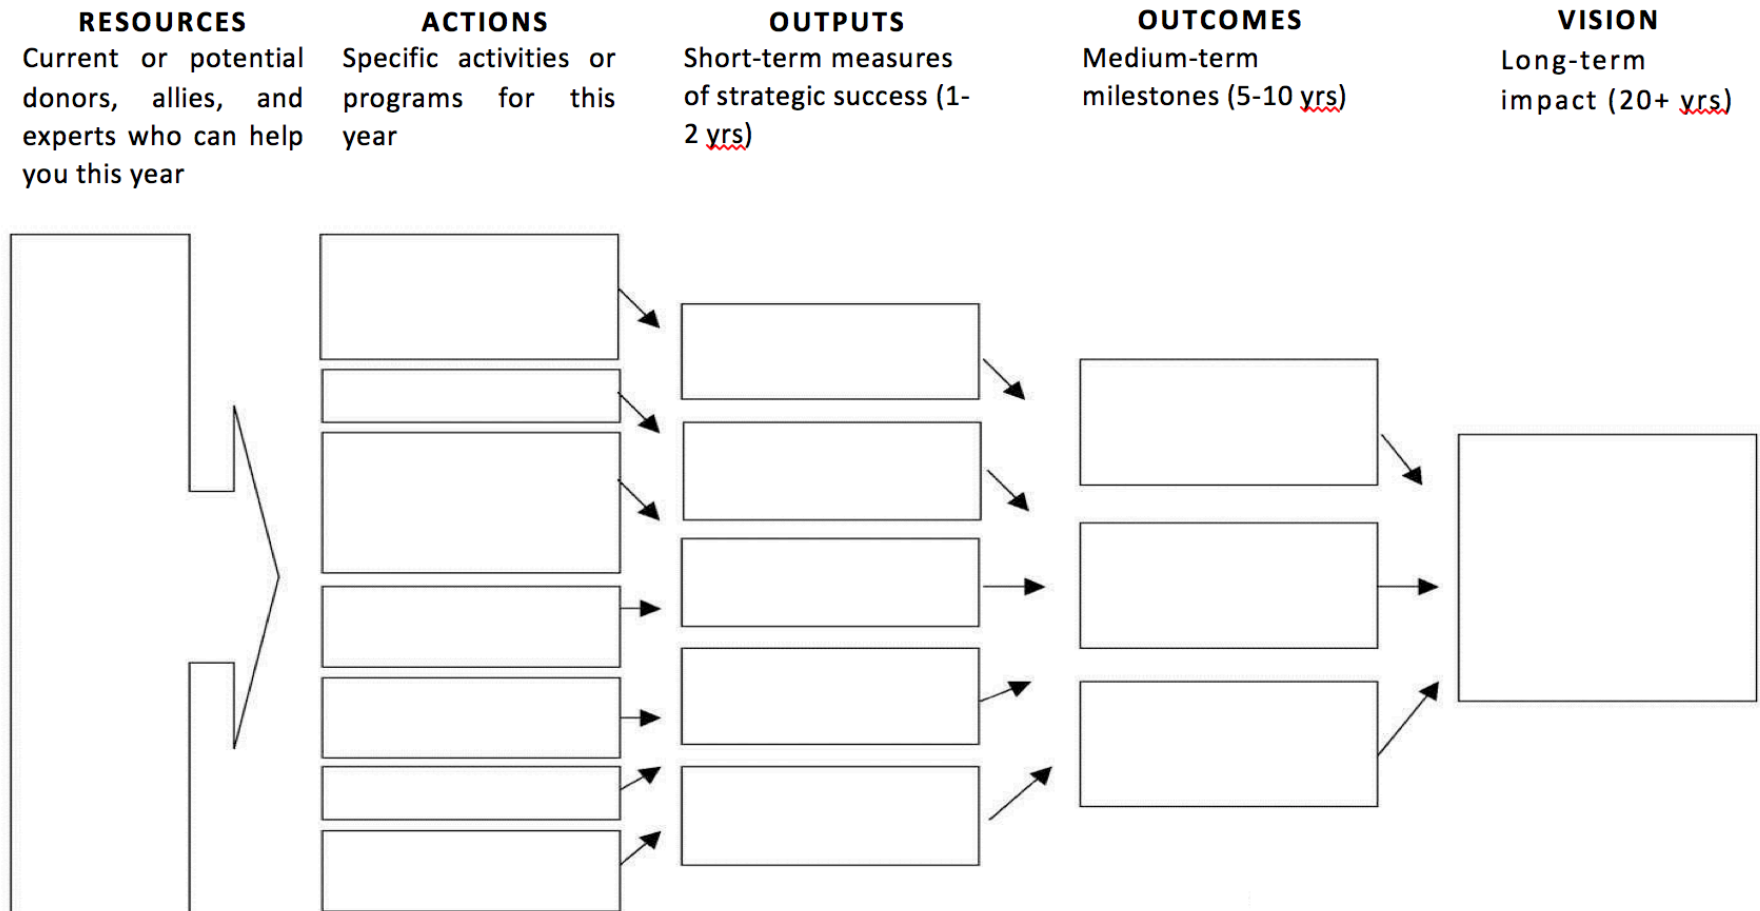 RESOURCES
Current or potential
donors, allies, and
experts who can help
you this year
ACTIONS
Specific activities or
programs for this
year
OUTPUTS
Short-term measures
of strategic success (1-
2 yrs)
OUTCOMES
Medium-term
milestones (5-10 yrs)
VISION
Long-term
impact (20+ yrs)